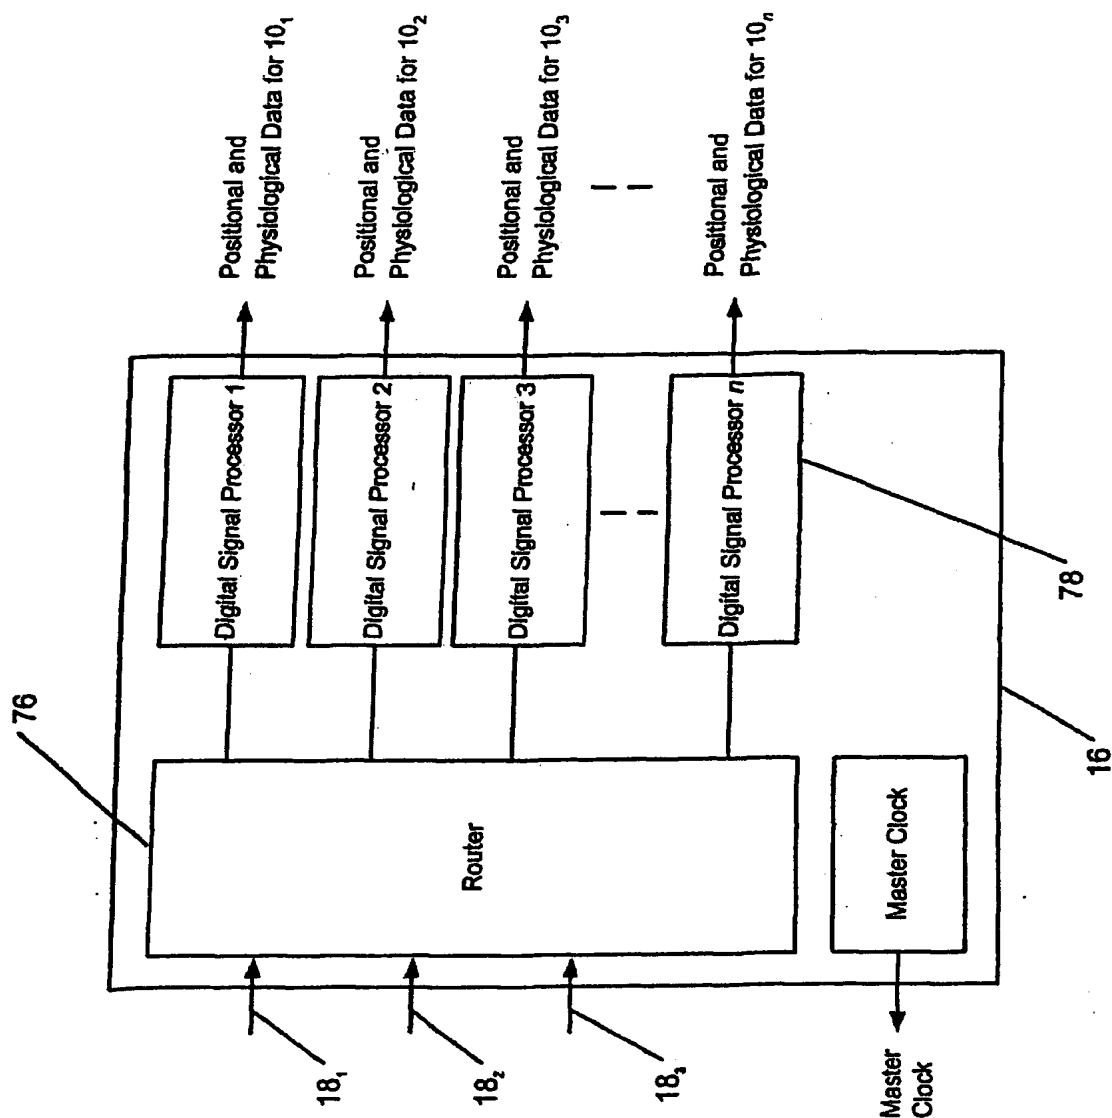 76
Positional and
Physiological Data for 10₁
Positional and
Physiological Data for 10₂
Positional and
Physiological Data for 10₃
Positional and
Physiological Data for 10ₙ
Digital Signal Processor 1
Digital Signal Processor 2
Digital Signal Processor 3
Digital Signal Processor n
Router
Master Clock
18₁
18₂
18₃
Master
Clock
78
16